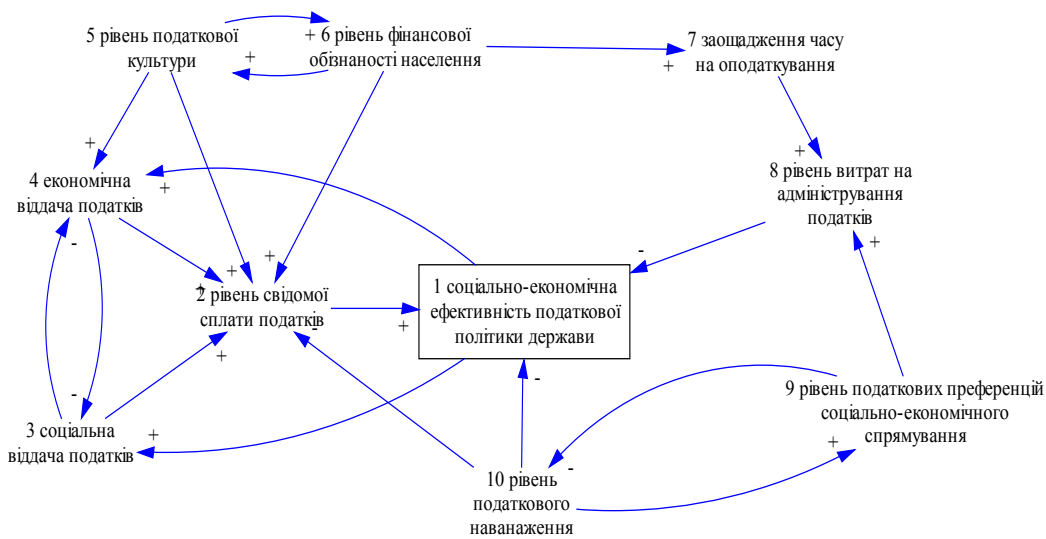 5 рівень податкової
культури
+ 6 рівень фінансової
обізнаності населення
+
7 заощадження часу
на оподаткування
+
+
4 економічна
віддача податків
+
+
8 рівень витрат на
адміністрування
податків
-
+
+
+
-
+
1 соціально-економічна
ефективність податкової
політики держави
+
2 рівень свідомої
сплати податків
-
+
+
-
9 рівень податкових преференцій
соціально-економічного
спрямування
-
3 соціальна
віддача податків
+
+
-
10 рівень
податкового
наванаження